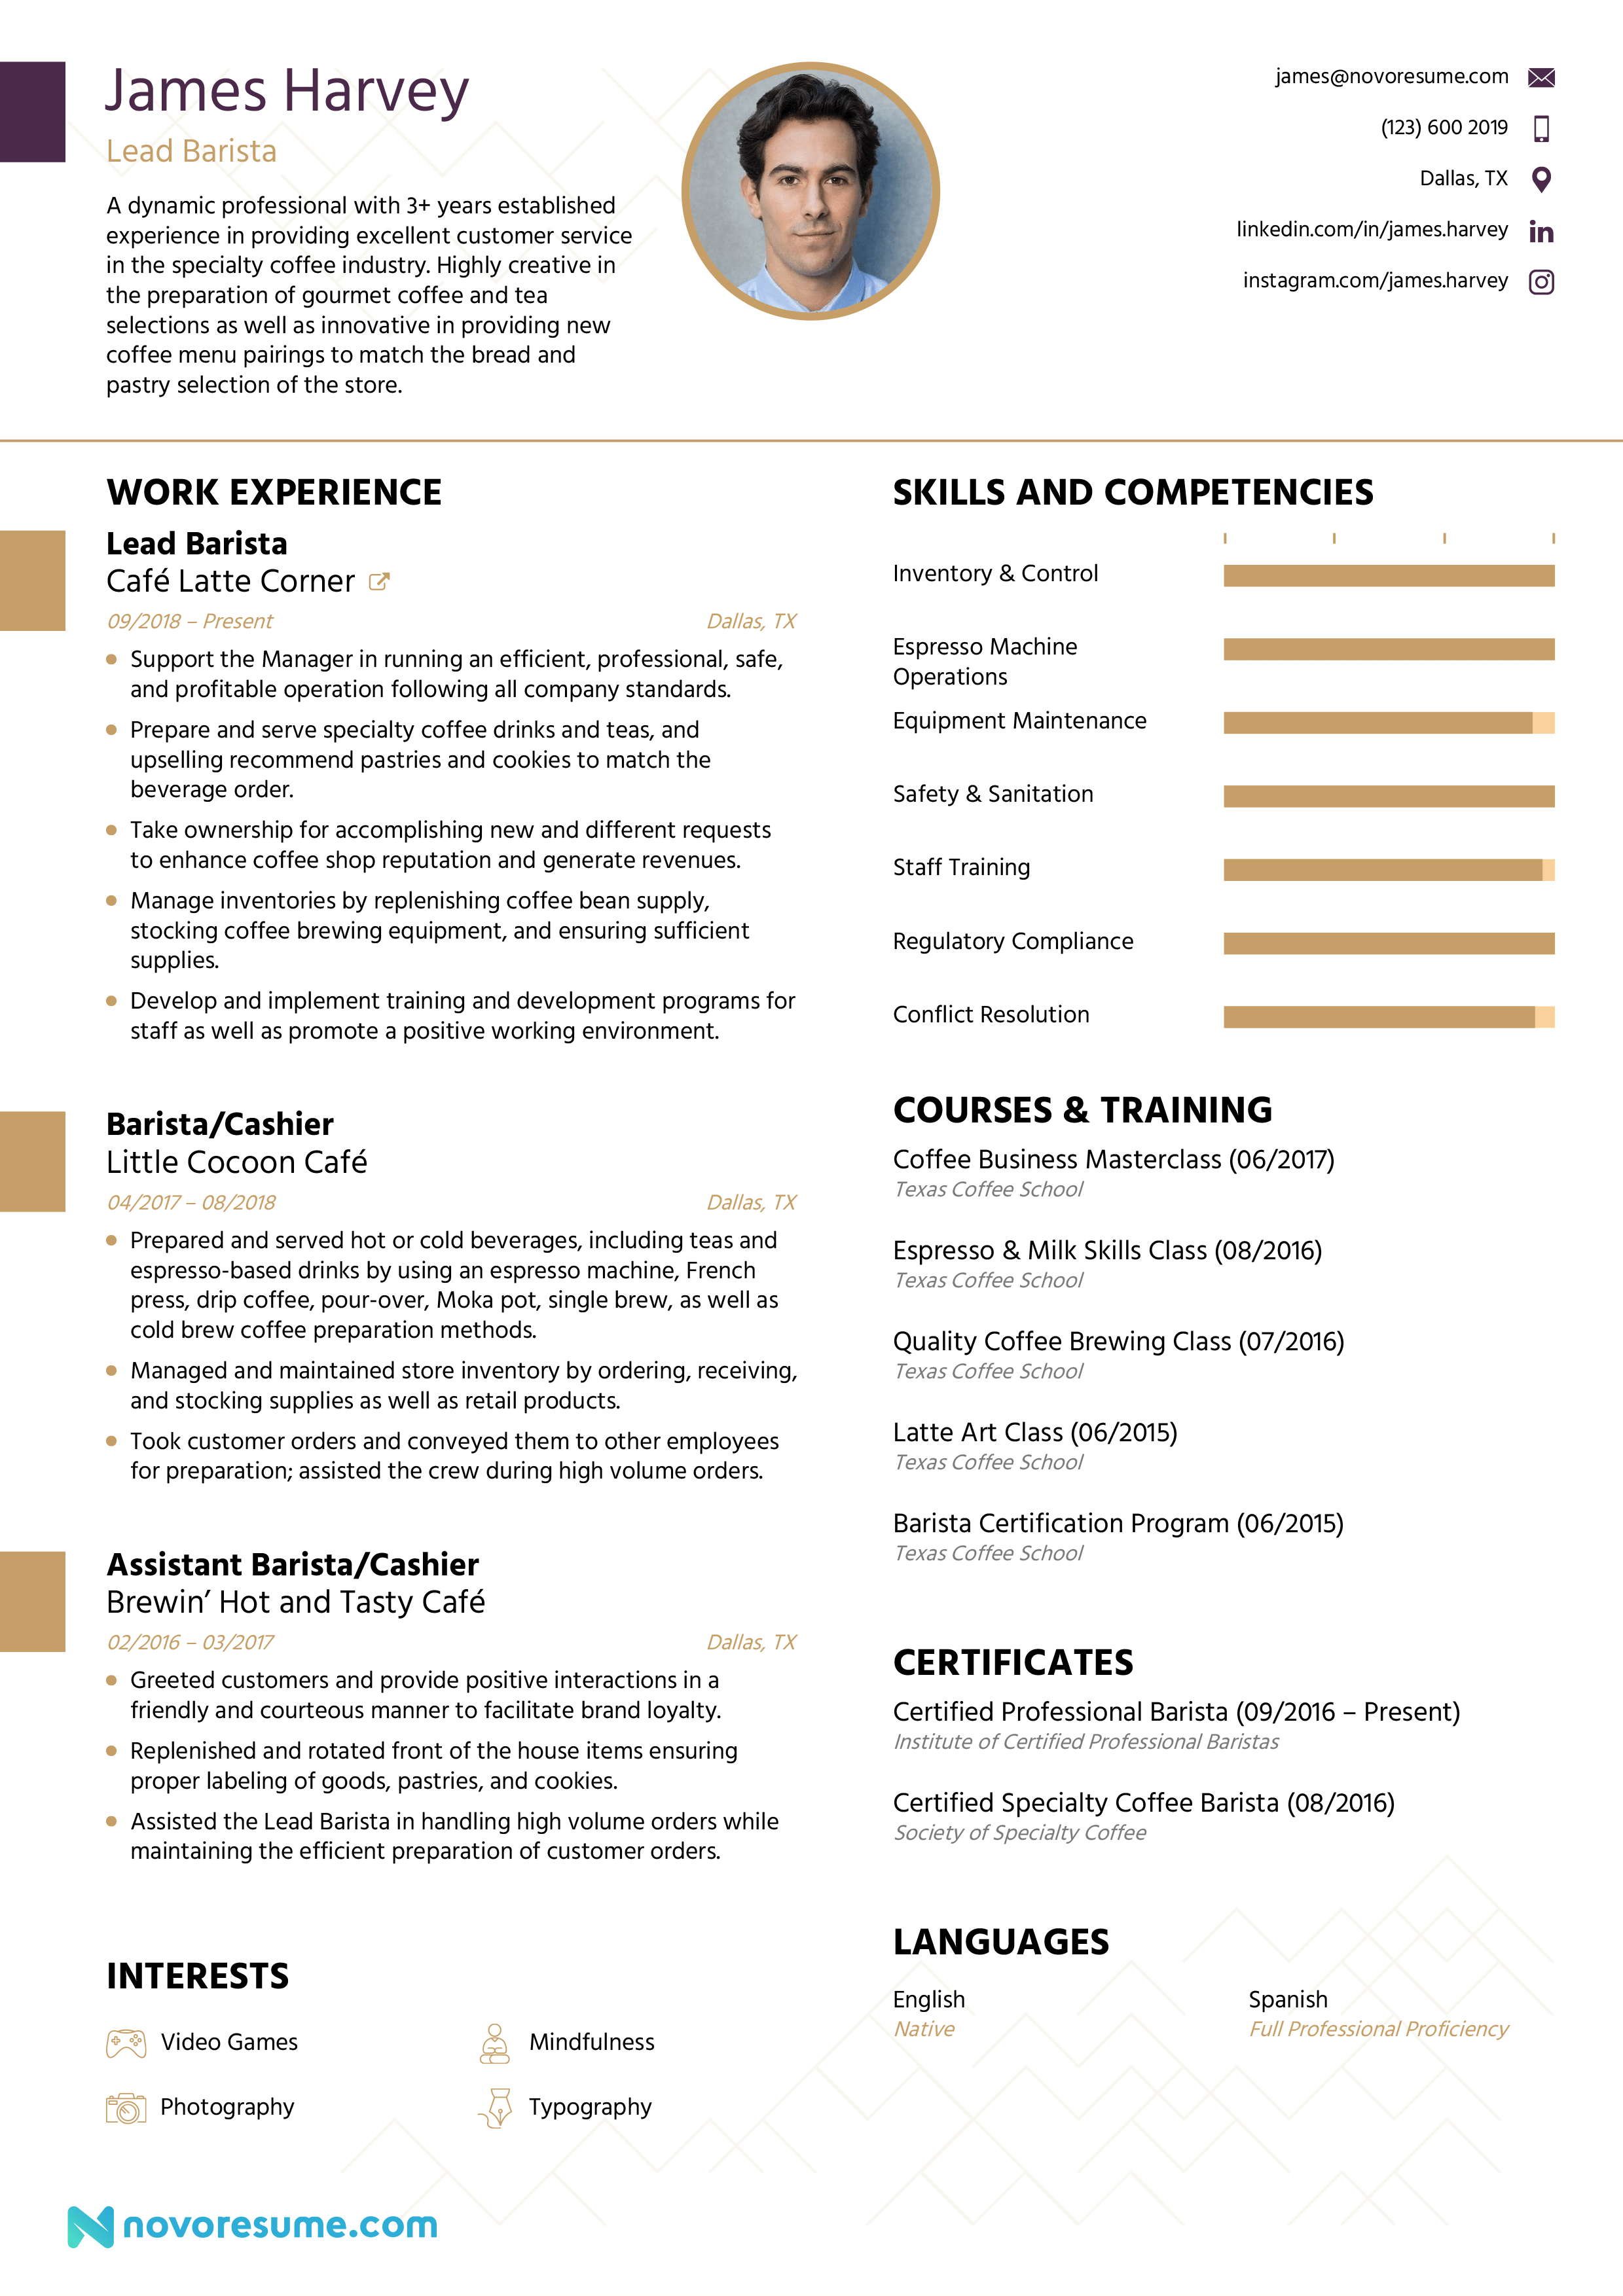 James Harvey
Lead Barista
A dynamic professional with 3+ years established
experience in providing excellent customer service
in the specialty coffee industry. Highly creative in
the preparation of gourmet coffee and tea
selections as well as innovative in providing new
coffee menu pairings to match the bread and
pastry selection of the store.
james@novoresume.com
(123) 600 2019
Dallas, TX
linkedin.com/in/james.harvey
instagram.com/james.harvey
WORK EXPERIENCE
Lead Barista
Café Latte Corner
09/2018 – Present Dallas, TX
Support the Manager in running an efficient, professional, safe,
and profitable operation following all company standards.
Prepare and serve specialty coffee drinks and teas, and
upselling recommend pastries and cookies to match the
beverage order.
Take ownership for accomplishing new and different requests
to enhance coffee shop reputation and generate revenues.
Manage inventories by replenishing coffee bean supply,
stocking coffee brewing equipment, and ensuring sufficient
supplies.
Develop and implement training and development programs for
staff as well as promote a positive working environment.
Barista/Cashier
Little Cocoon Café
04/2017 – 08/2018 Dallas, TX
Prepared and served hot or cold beverages, including teas and
espresso-based drinks by using an espresso machine, French
press, drip coffee, pour-over, Moka pot, single brew, as well as
cold brew coffee preparation methods.
Managed and maintained store inventory by ordering, receiving,
and stocking supplies as well as retail products.
Took customer orders and conveyed them to other employees
for preparation; assisted the crew during high volume orders.
Assistant Barista/Cashier
Brewin’ Hot and Tasty Café
02/2016 – 03/2017 Dallas, TX
Greeted customers and provide positive interactions in a
friendly and courteous manner to facilitate brand loyalty.
Replenished and rotated front of the house items ensuring
proper labeling of goods, pastries, and cookies.
Assisted the Lead Barista in handling high volume orders while
maintaining the efficient preparation of customer orders.
INTERESTS
Video Games Mindfulness
Photography Typography
SKILLS AND COMPETENCIES
Inventory & Control
Espresso Machine
Operations
Equipment Maintenance
Safety & Sanitation
Staff Training
Regulatory Compliance
Conflict Resolution
COURSES & TRAINING
Coffee Business Masterclass (06/2017)
Texas Coffee School
Espresso & Milk Skills Class (08/2016)
Texas Coffee School
Quality Coffee Brewing Class (07/2016)
Texas Coffee School
Latte Art Class (06/2015)
Texas Coffee School
Barista Certification Program (06/2015)
Texas Coffee School
CERTIFICATES
Certified Professional Barista (09/2016 – Present)
Institute of Certified Professional Baristas
Certified Specialty Coffee Barista (08/2016)
Society of Specialty Coffee
LANGUAGES
English Spanish
Native Full Professional Proficiency
novoresume.com